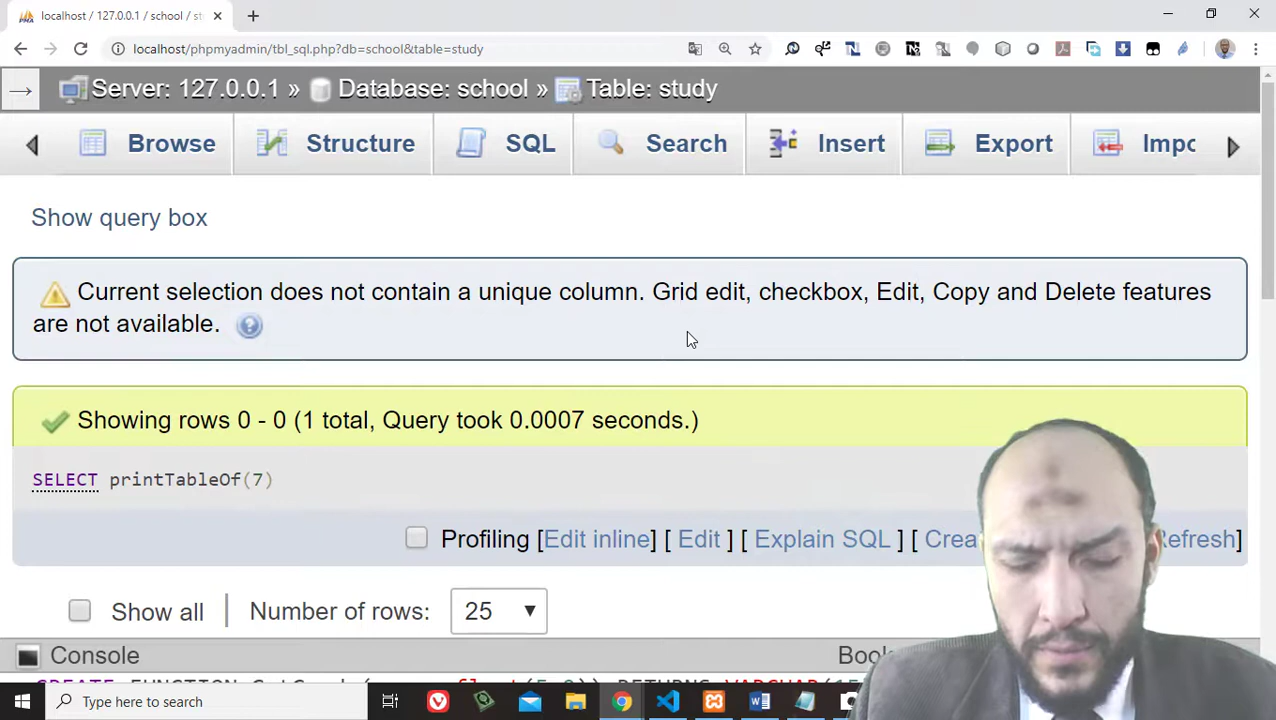 localhost / 127.0.0.1 / school / st
localhost/phpmyadmin/tbl_sql.php?db=school&table=study
Server: 127.0.0.1 » Database: school » Table: study
Browse Structure SQL Search Insert Export Impo
Show query box
Current selection does not contain a unique column. Grid edit, checkbox, Edit, Copy and Delete features
are not available.
Showing rows 0 - 0 (1 total, Query took 0.0007 seconds.)
SELECT printTableOf(7)
Profiling [Edit inline] [ Edit ] [ Explain SQL ] [ Crea efresh]
Show all Number of rows: 25
Console Boo
Type here to search